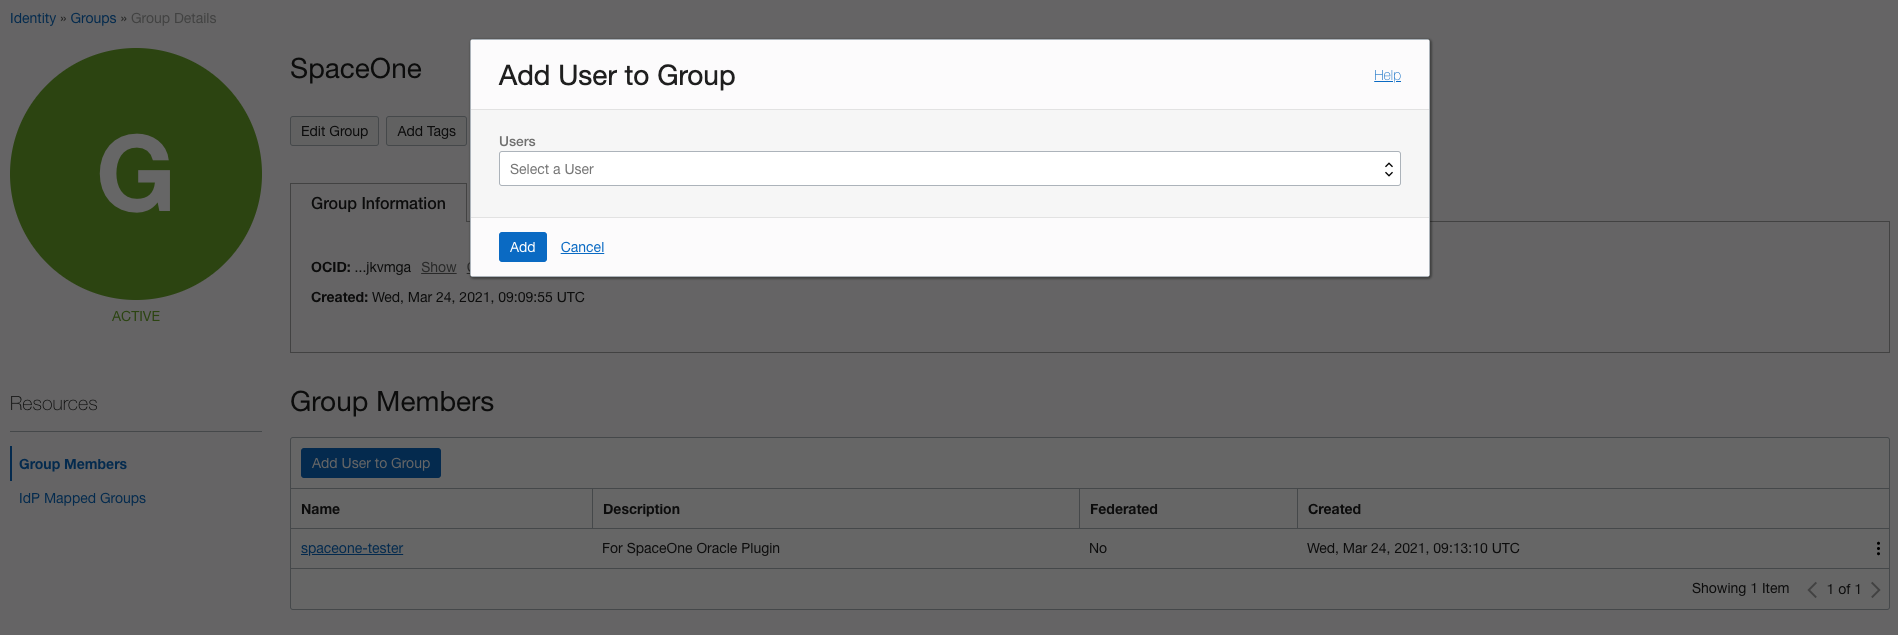 Identity » Groups » Group Details
G
ACTIVE
SpaceOne
Edit Group Add Tags
Add User to Group Help
Users
Select a User
Add Cancel
Group Information
OCID: ...jkvmga Show
Created: Wed, Mar 24, 2021, 09:09:55 UTC
Resources
Group Members
IdP Mapped Groups
Group Members
Add User to Group
Name Description Federated Created
spaceone-tester For SpaceOne Oracle Plugin No Wed, Mar 24, 2021, 09:13:10 UTC
Showing 1 Item 1 of 1